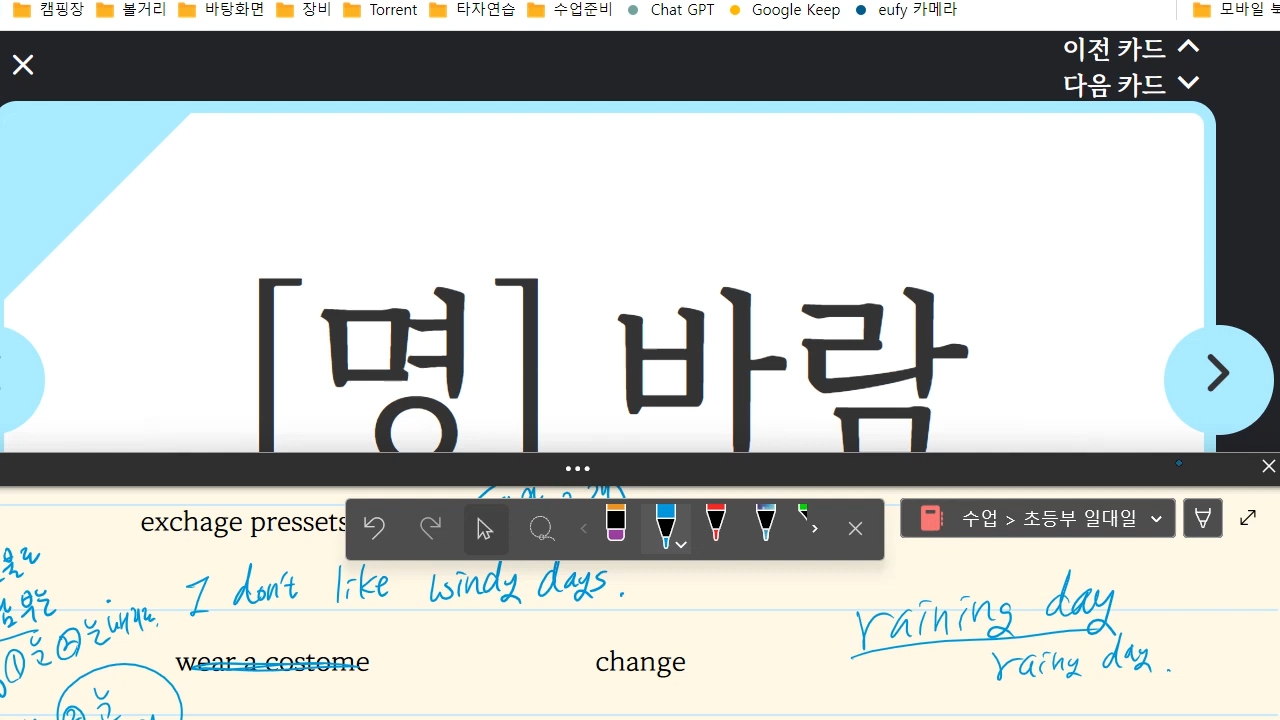 캠핑장 볼거리 바탕화면 장비 Torrent 타자연습 수업준비 Chat GPT Google Keep eufy 카메라 모바일 북
이전 카드
다음 카드
[명] 바람
exchage pressets
수업 > 초등부 일대일
I don't like windy days.
raining day
wear a costome change
rainy day.